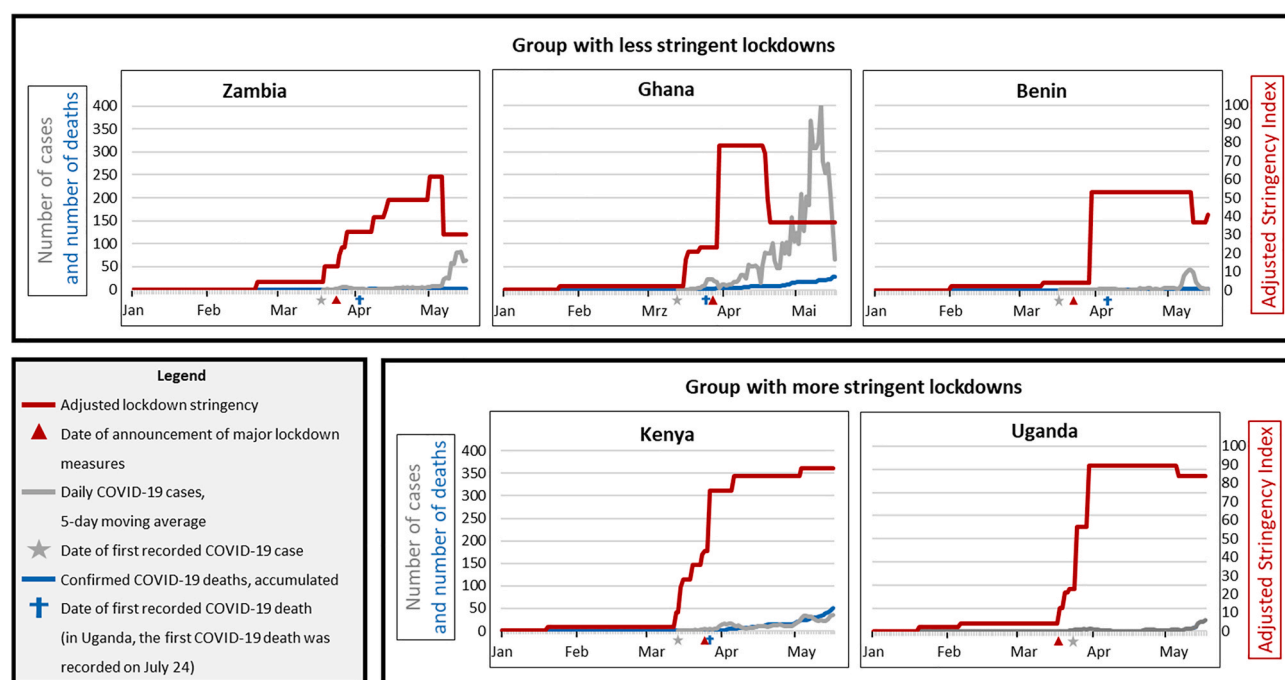 Group with less stringent lockdowns
Zambia
Ghana
Benin
Number of cases
and number of deaths
400
350
300
250
200
150
100
50
0
Jan Feb Mar Apr May
Jan Feb Mrz Apr Mai
Jan Feb Mar Apr May
100
90
80
70
60
50
40
30
20
10
0
Adjusted Stringency Index
Legend
Adjusted lockdown stringency
Date of announcement of major lockdown
measures
Daily COVID-19 cases,
5-day moving average
Date of first recorded COVID-19 case
Confirmed COVID-19 deaths, accumulated
Date of first recorded COVID-19 death
(in Uganda, the first COVID-19 death was
recorded on July 24)
Group with more stringent lockdowns
Kenya
Uganda
Number of cases
and number of deaths
400
350
300
250
200
150
100
50
0
Jan Feb Mar Apr May
Jan Feb Mar Apr May
100
90
80
70
60
50
40
30
20
10
0
Adjusted Stringency Index